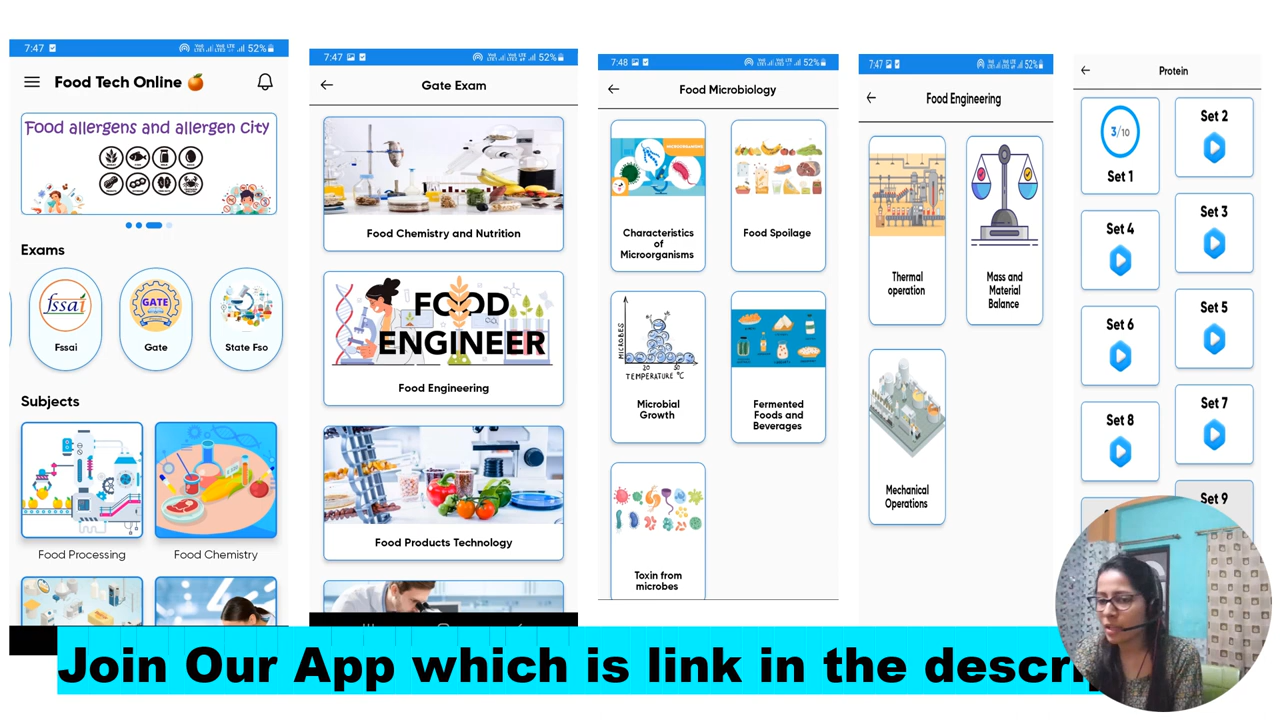 7:47
52%
Food Tech Online
Food allergens and allergen city
Exams
fssai
GATE
Fssai
Gate
State Fso
Subjects
Food Processing
Food Chemistry
7:47
VoLTE
52%
Gate Exam
Food Chemistry and Nutrition
FOOD
ENGINEER
Food Engineering
Food Products Technology
7:48
52%
Food Microbiology
MICROORGANISMS
Characteristics
of
Microorganisms
Food Spoilage
MICROBES
20
50
TEMPERATURE °C
Microbial
Growth
Fermented
Foods and
Beverages
Toxin from
microbes
7:47
52%
Food Engineering
Thermal
operation
Mass and
Material
Balance
Mechanical
Operations
Protein
3/10
Set 1
Set 2
Set 4
Set 3
Set 6
Set 5
Set 8
Set 7
Set 9
Join Our App which is link in the descri